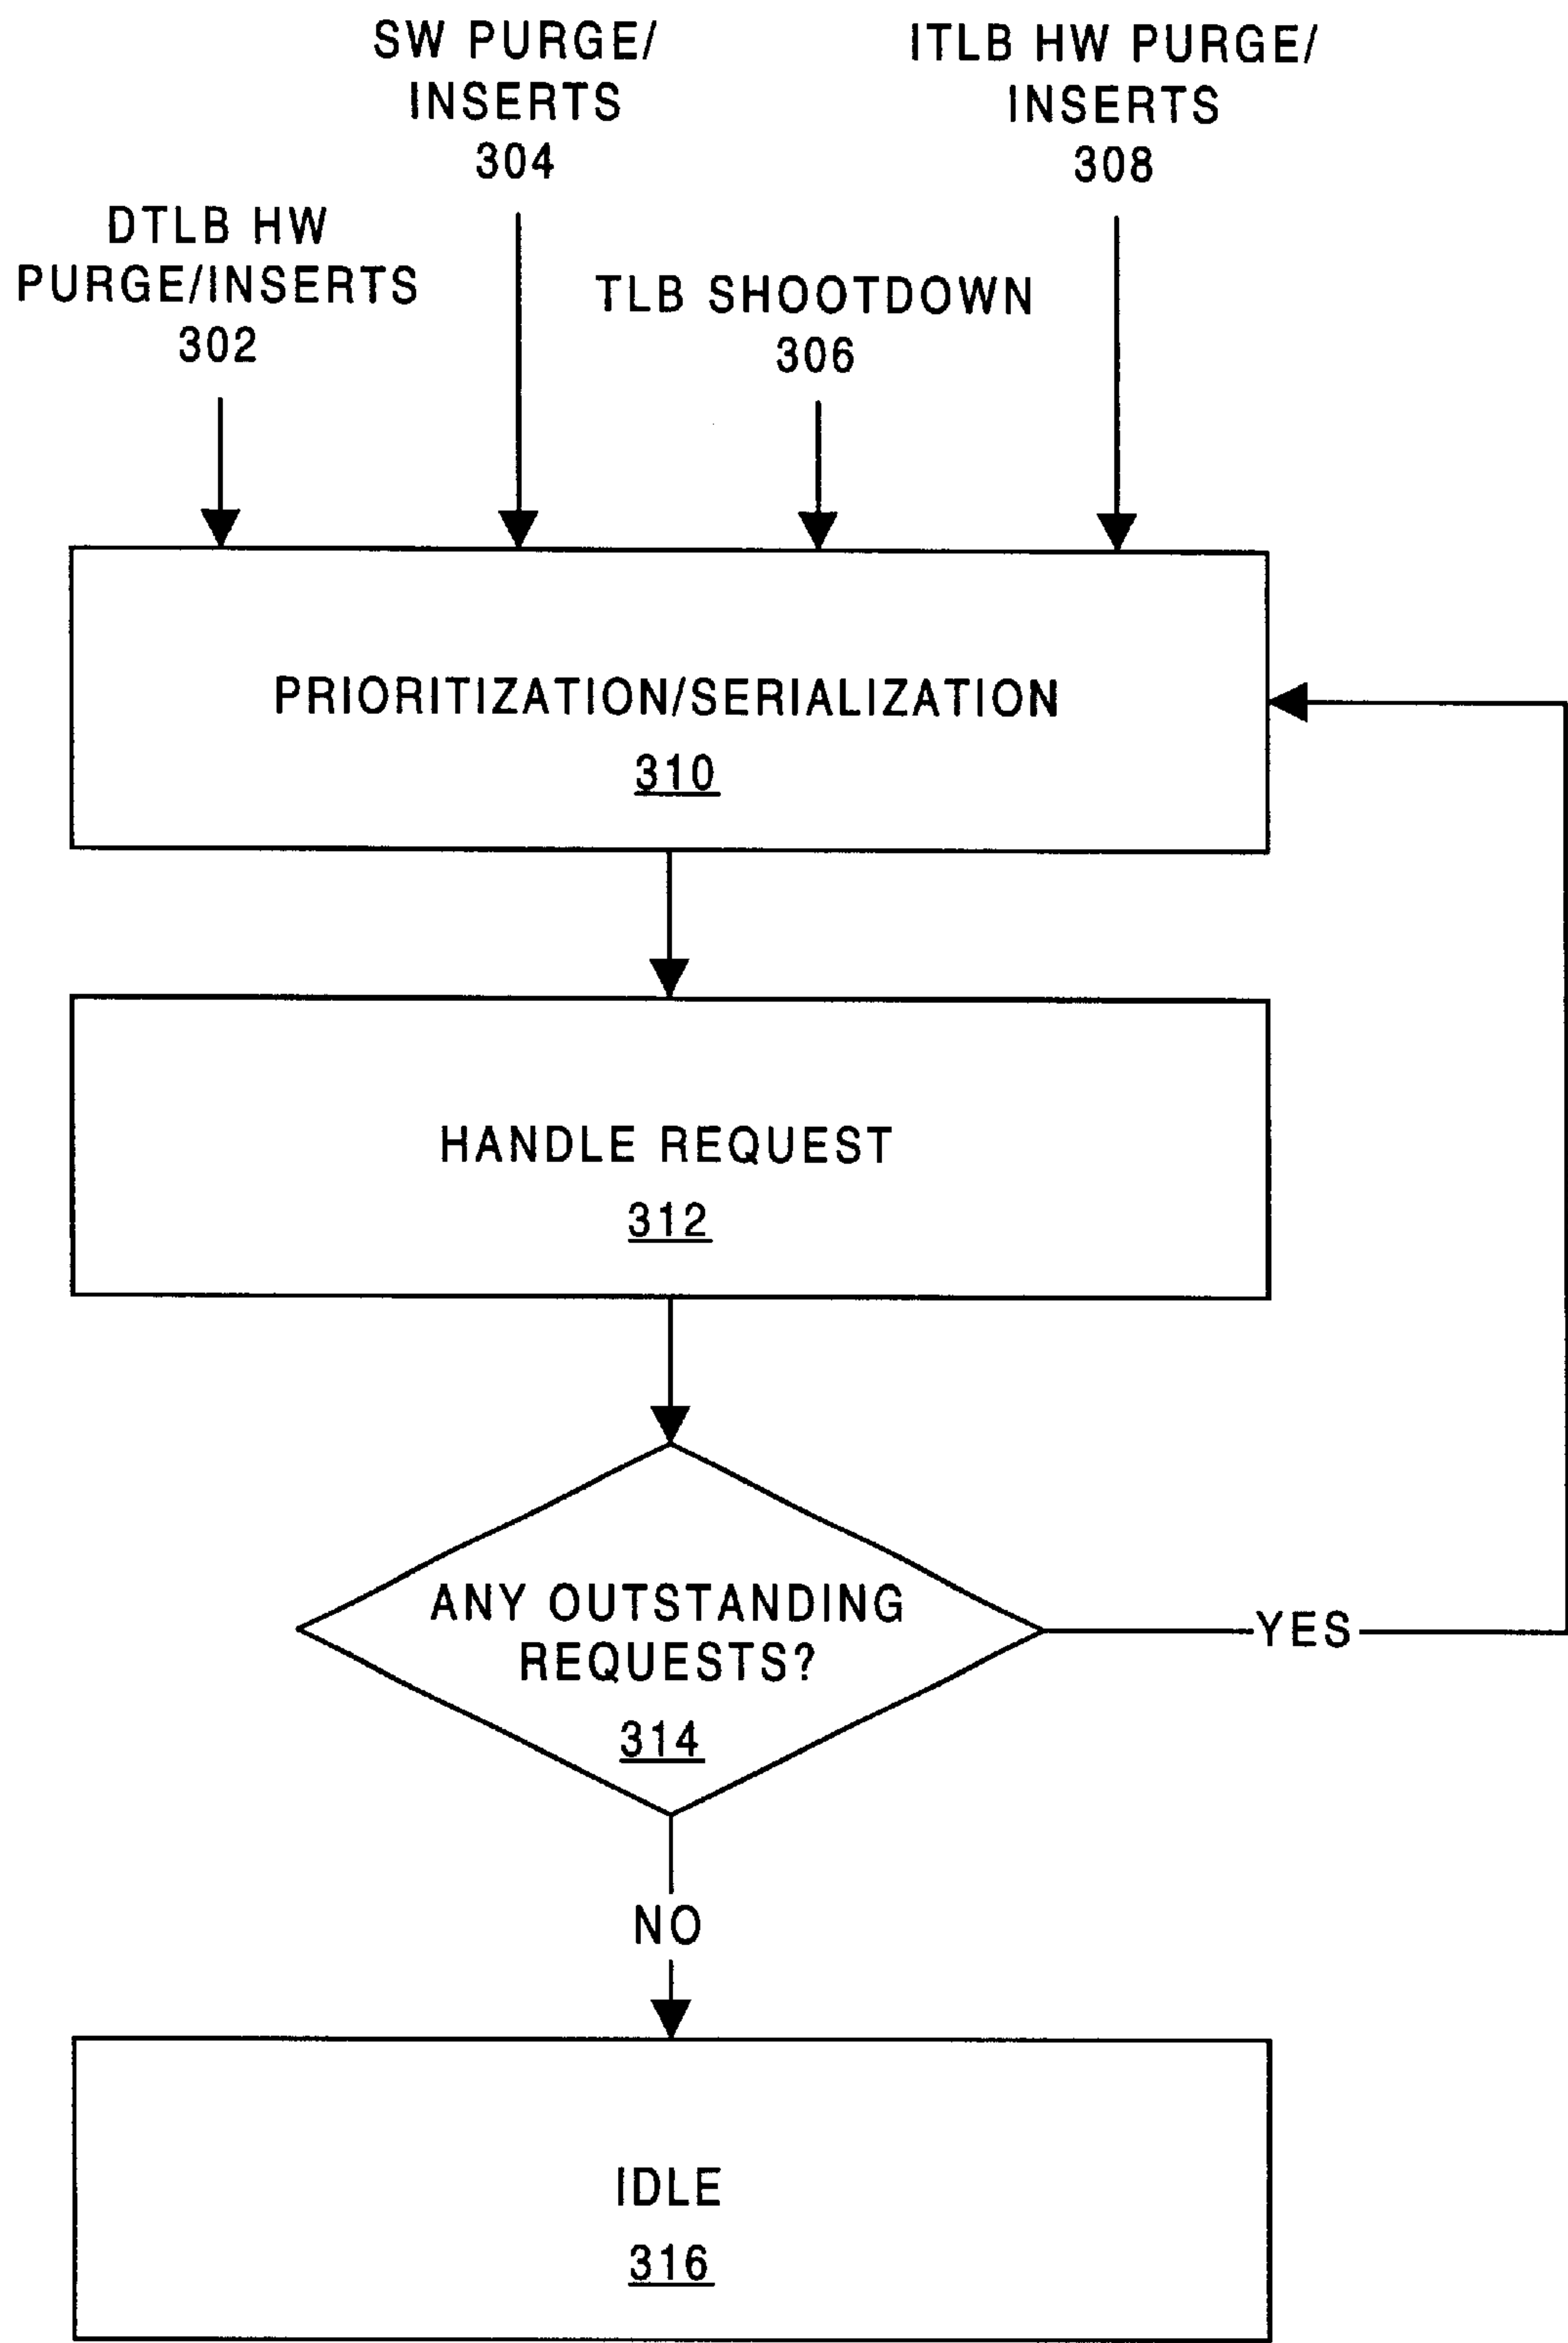 SW PURGE/
INSERTS
304
ITLB HW PURGE/
INSERTS
308
DTLB HW
PURGE/INSERTS
302
TLB SHOOTDOWN
306
PRIORITIZATION/SERIALIZATION
310
HANDLE REQUEST
312
ANY OUTSTANDING
REQUESTS?
314
YES
NO
IDLE
316